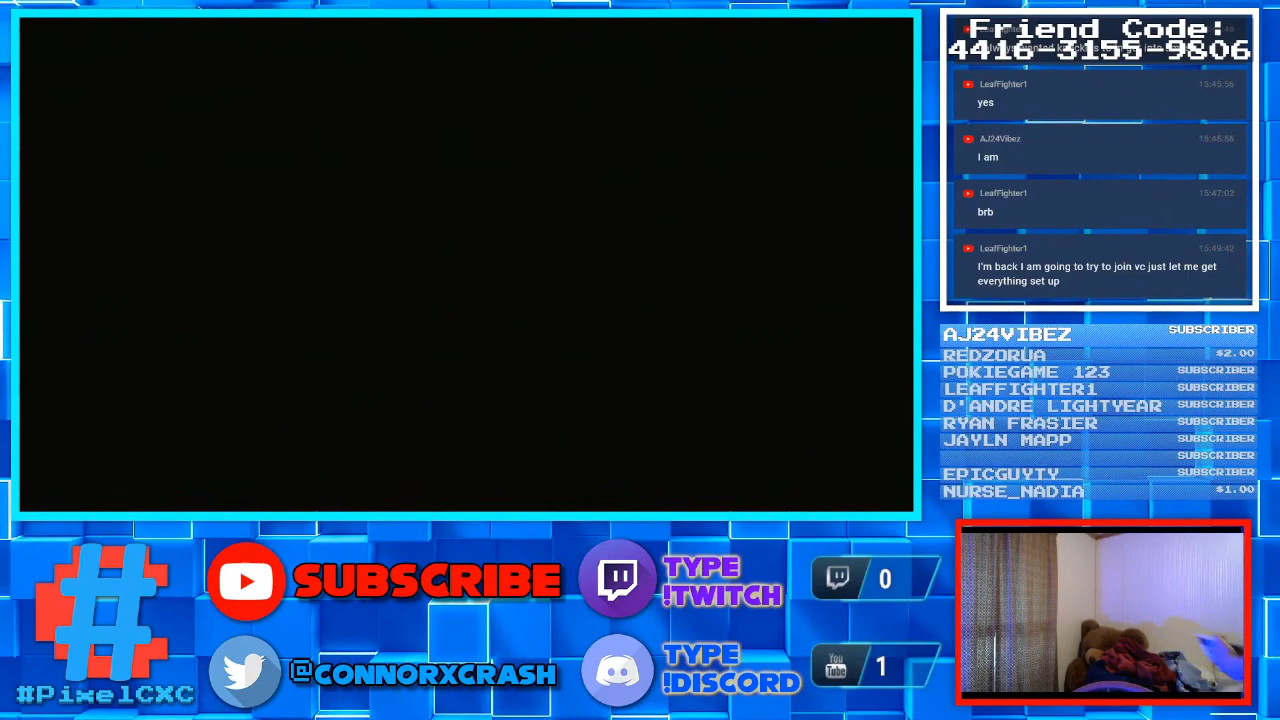 Friend Code:
4416-3155-9806
LeafFighter1 15:45:56
yes
AJ24Vibez 15:45:56
I am
LeafFighter1 15:47:02
brb
LeafFighter1 15:49:42
I'm back I am going to try to join vc just let me get
everything set up
AJ24VIBEZ SUBSCRIBER
REDZORUA $2.00
POKIEGAME 123 SUBSCRIBER
LEAFFIGHTER1 SUBSCRIBER
D'ANDRE LIGHTYEAR SUBSCRIBER
RYAN FRASIER SUBSCRIBER
JAYLN MAPP SUBSCRIBER
SUBSCRIBER
EPICGUYTY SUBSCRIBER
NURSE_NADIA $1.00
#
#PixelCXC
SUBSCRIBE
@CONNORXCRASH
TYPE
!TWITCH
TYPE
!DISCORD
0
You
Tube
1